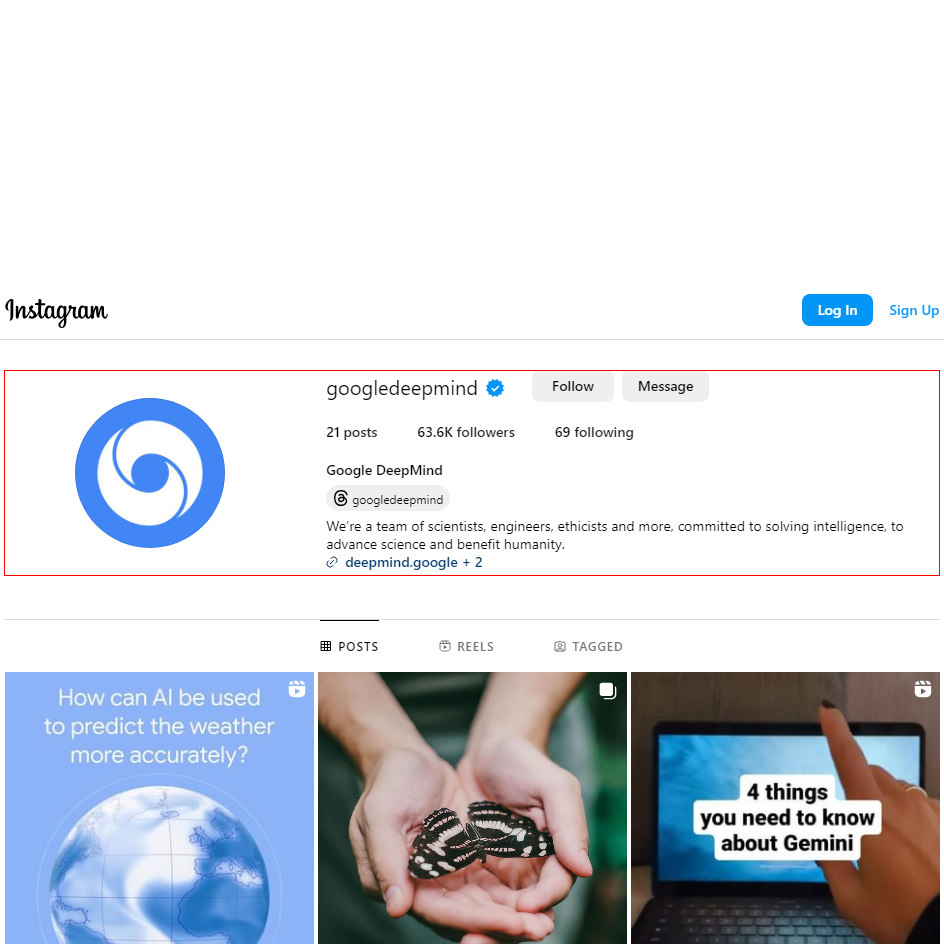 Instagram
Log In
Sign Up
googledeepmind
Follow
Message
21 posts
63.6K followers
69 following
Google DeepMind
googledeepmind
We’re a team of scientists, engineers, ethicists and more, committed to solving intelligence, to
advance science and benefit humanity.
deepmind.google + 2
POSTS
REELS
TAGGED
How can AI be used
to predict the weather
more accurately?
4 things
you need to know
about Gemini